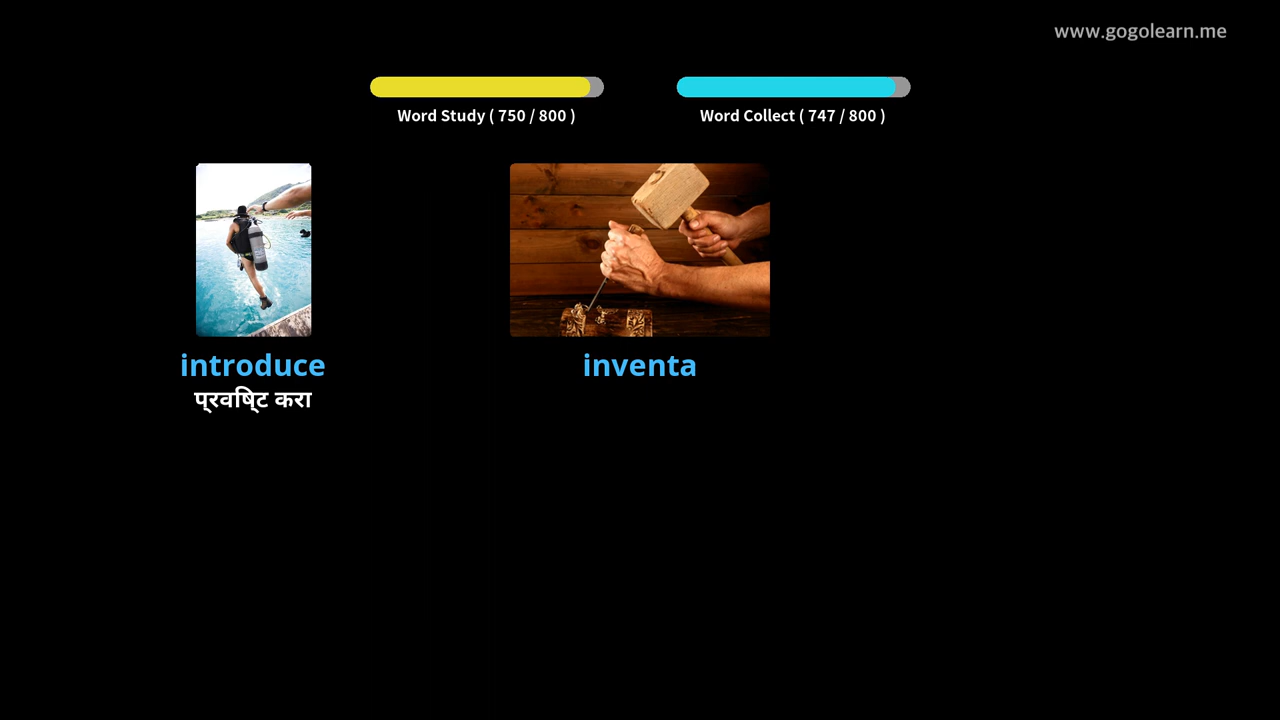 www.gogolearn.me
Word Study ( 750 / 800 )
Word Collect ( 747 / 800 )
introduce
प्रविष्टि करा
inventa